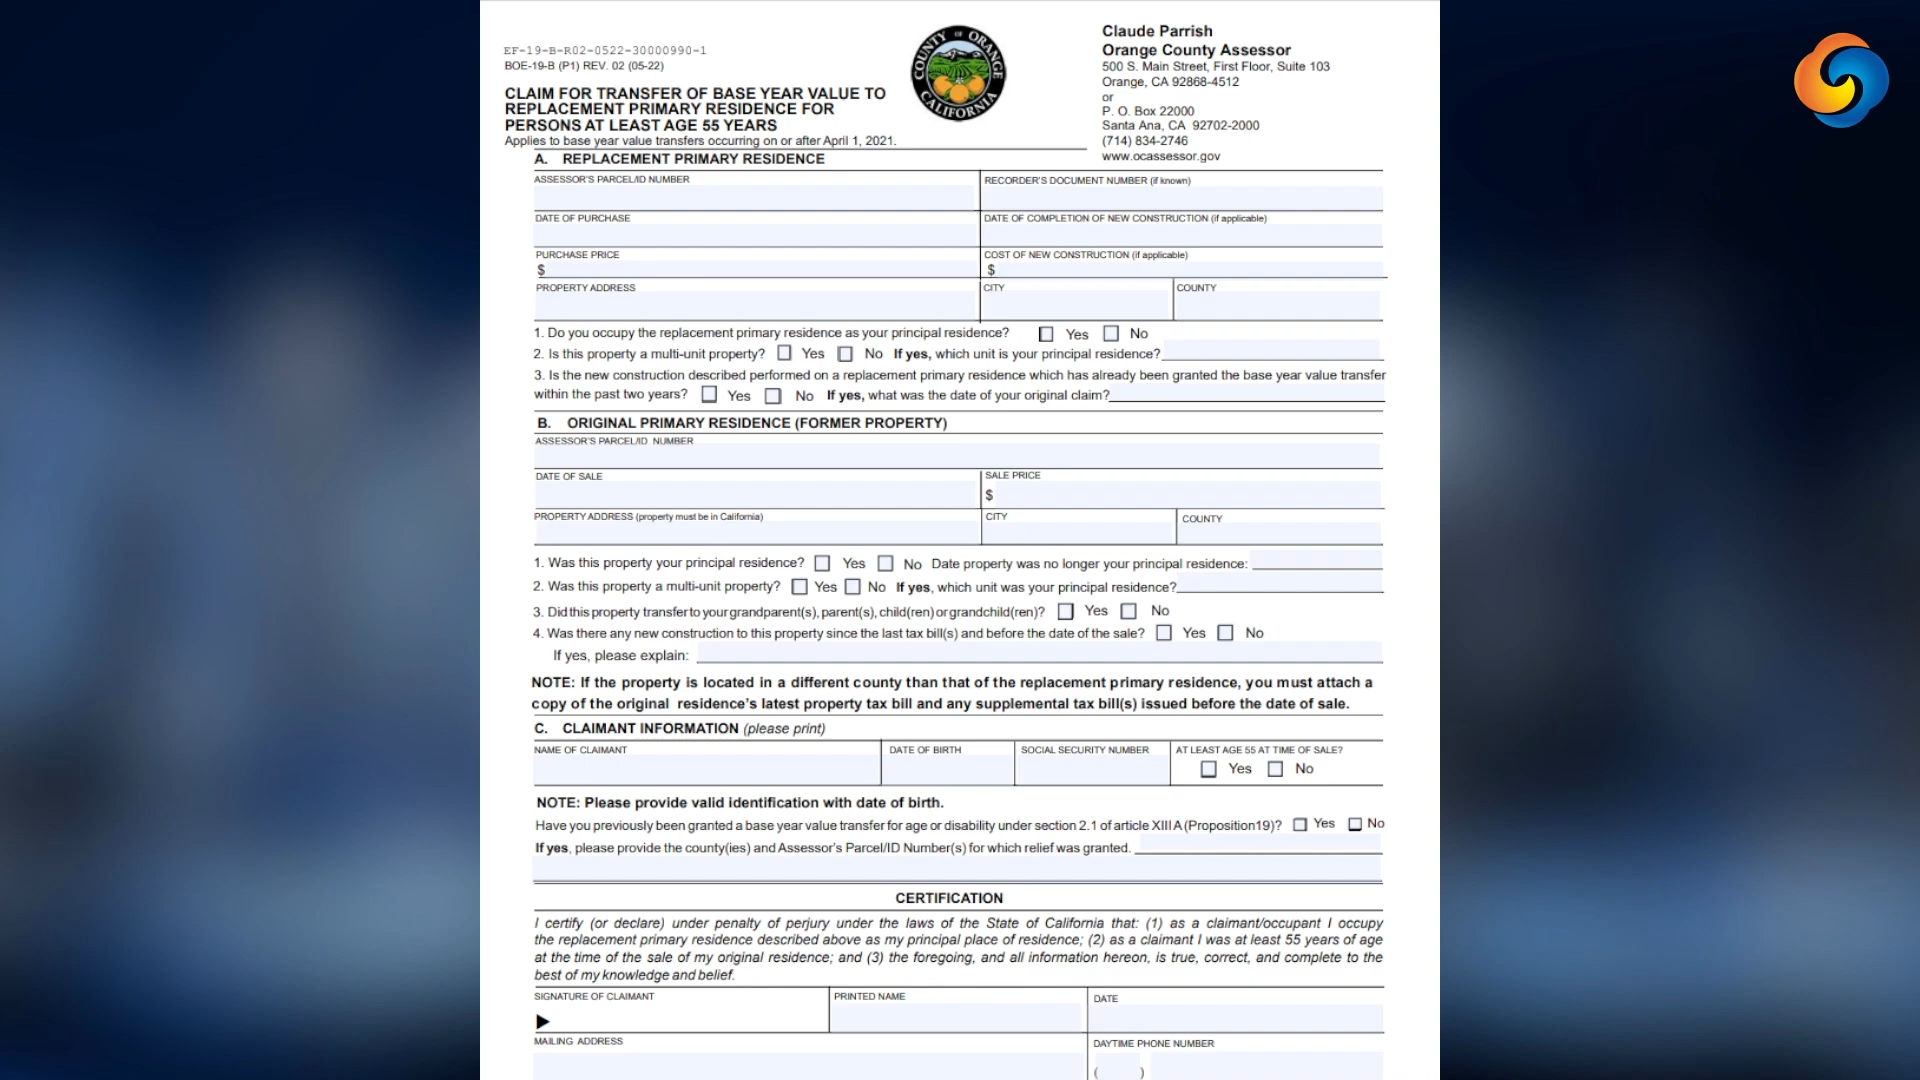 EF-19-B-R02-0522-30000990-1
BOE-19-B (P1) REV. 02 (05-22)
CLAIM FOR TRANSFER OF BASE YEAR VALUE TO
REPLACEMENT PRIMARY RESIDENCE FOR
PERSONS AT LEAST AGE 55 YEARS
Applies to base year value transfers occurring on or after April 1, 2021.
COUNTY OF ORANGE
CALIFORNIA
Claude Parrish
Orange County Assessor
500 S. Main Street, First Floor, Suite 103
Orange, CA 92868-4512
or
P. O. Box 22000
Santa Ana, CA 92702-2000
(714) 834-2746
www.ocassessor.gov
A. REPLACEMENT PRIMARY RESIDENCE
ASSESSOR'S PARCEL/ID NUMBER
RECORDER'S DOCUMENT NUMBER (if known)
DATE OF PURCHASE
DATE OF COMPLETION OF NEW CONSTRUCTION (if applicable)
PURCHASE PRICE
$
COST OF NEW CONSTRUCTION (if applicable)
$
PROPERTY ADDRESS
CITY
COUNTY
1. Do you occupy the replacement primary residence as your principal residence? Yes No
2. Is this property a multi-unit property? Yes No If yes, which unit is your principal residence?
3. Is the new construction described performed on a replacement primary residence which has already been granted the base year value transfer
within the past two years? Yes No If yes, what was the date of your original claim?
B. ORIGINAL PRIMARY RESIDENCE (FORMER PROPERTY)
ASSESSOR'S PARCEL/ID NUMBER
DATE OF SALE
SALE PRICE
$
PROPERTY ADDRESS (property must be in California)
CITY
COUNTY
1. Was this property your principal residence? Yes No Date property was no longer your principal residence:
2. Was this property a multi-unit property? Yes No If yes, which unit was your principal residence?
3. Did this property transfer to your grandparent(s), parent(s), child(ren) or grandchild(ren)? Yes No
4. Was there any new construction to this property since the last tax bill(s) and before the date of the sale? Yes No
If yes, please explain:
NOTE: If the property is located in a different county than that of the replacement primary residence, you must attach a
copy of the original residence's latest property tax bill and any supplemental tax bill(s) issued before the date of sale.
C. CLAIMANT INFORMATION (please print)
NAME OF CLAIMANT
DATE OF BIRTH
SOCIAL SECURITY NUMBER
AT LEAST AGE 55 AT TIME OF SALE?
Yes No
NOTE: Please provide valid identification with date of birth.
Have you previously been granted a base year value transfer for age or disability under section 2.1 of article XIII A (Proposition19)? Yes No
If yes, please provide the county(ies) and Assessor's Parcel/ID Number(s) for which relief was granted.
CERTIFICATION
I certify (or declare) under penalty of perjury under the laws of the State of California that: (1) as a claimant/occupant I occupy
the replacement primary residence described above as my principal place of residence; (2) as a claimant I was at least 55 years of age
at the time of the sale of my original residence; and (3) the foregoing, and all information hereon, is true, correct, and complete to the
best of my knowledge and belief.
SIGNATURE OF CLAIMANT
PRINTED NAME
DATE
MAILING ADDRESS
DAYTIME PHONE NUMBER
( )